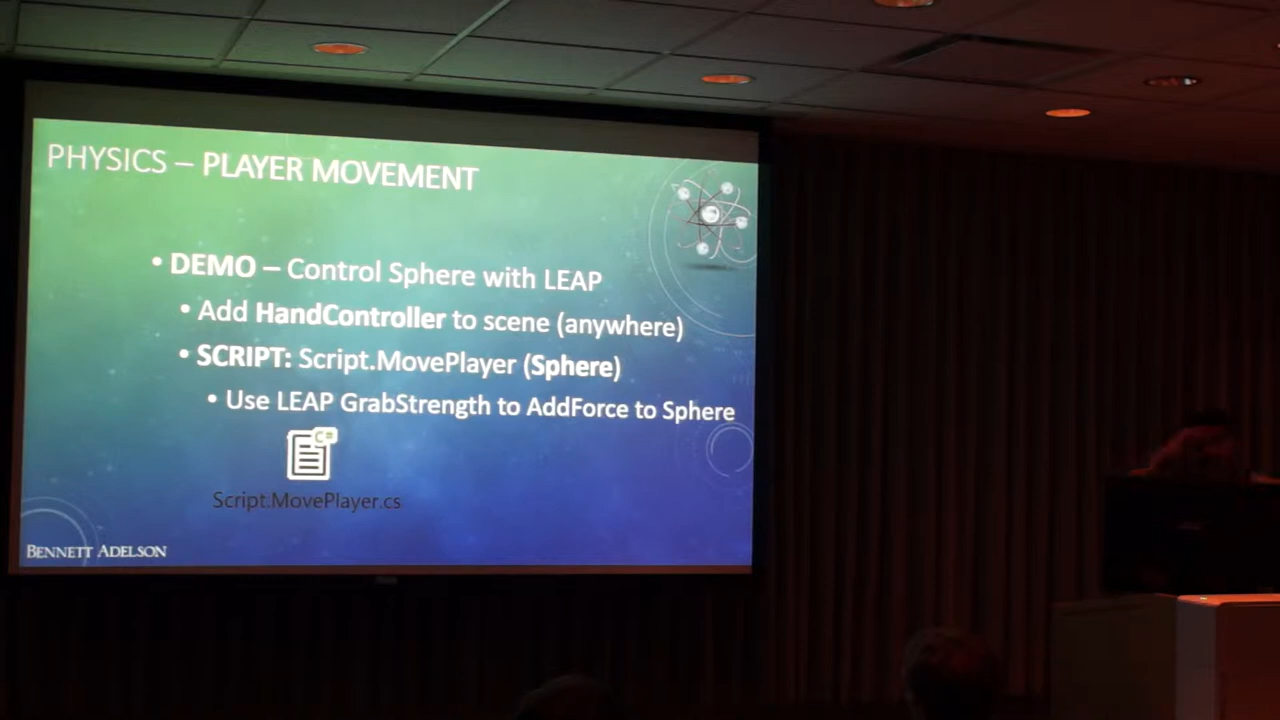 PHYSICS – PLAYER MOVEMENT
• DEMO – Control Sphere with LEAP
• Add HandController to scene (anywhere)
• SCRIPT: Script.MovePlayer (Sphere)
• Use LEAP GrabStrength to AddForce to Sphere
C#
Script.MovePlayer.cs
BENNETT ADELSON